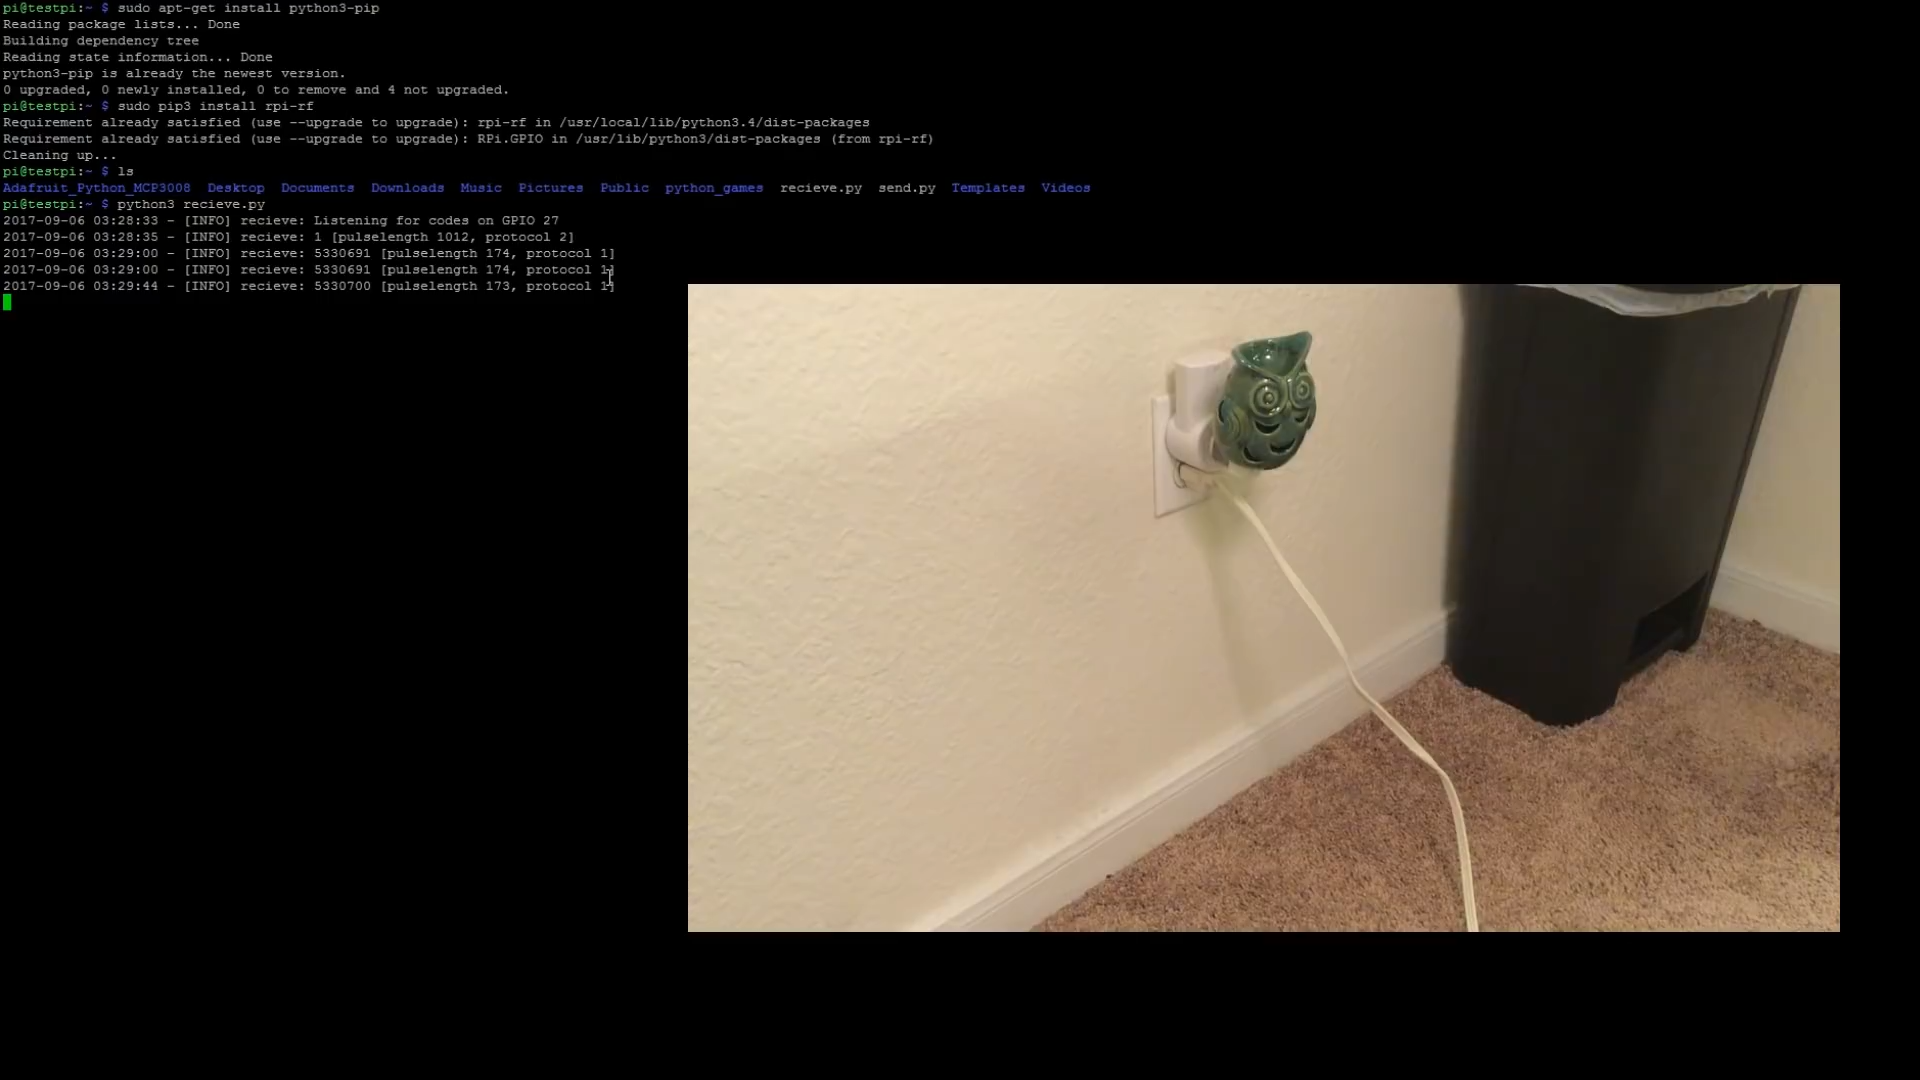 pi@testpi:~ $ sudo apt-get install python3-pip
Reading package lists... Done
Building dependency tree
Reading state information... Done
python3-pip is already the newest version.
0 upgraded, 0 newly installed, 0 to remove and 4 not upgraded.
pi@testpi:~ $ sudo pip3 install rpi-rf
Requirement already satisfied (use --upgrade to upgrade): rpi-rf in /usr/local/lib/python3.4/dist-packages
Requirement already satisfied (use --upgrade to upgrade): RPi.GPIO in /usr/lib/python3/dist-packages (from rpi-rf)
Cleaning up...
pi@testpi:~ $ ls
Adafruit_Python_MCP3008  Desktop  Documents  Downloads  Music  Pictures  Public  python_games  recieve.py  send.py  Templates  Videos
pi@testpi:~ $ python3 recieve.py
2017-09-06 03:28:33 - [INFO] recieve: Listening for codes on GPIO 27
2017-09-06 03:28:35 - [INFO] recieve: 1 [pulselength 1012, protocol 2]
2017-09-06 03:29:00 - [INFO] recieve: 5330691 [pulselength 174, protocol 1]
2017-09-06 03:29:00 - [INFO] recieve: 5330691 [pulselength 174, protocol 1]
2017-09-06 03:29:44 - [INFO] recieve: 5330700 [pulselength 173, protocol 1]